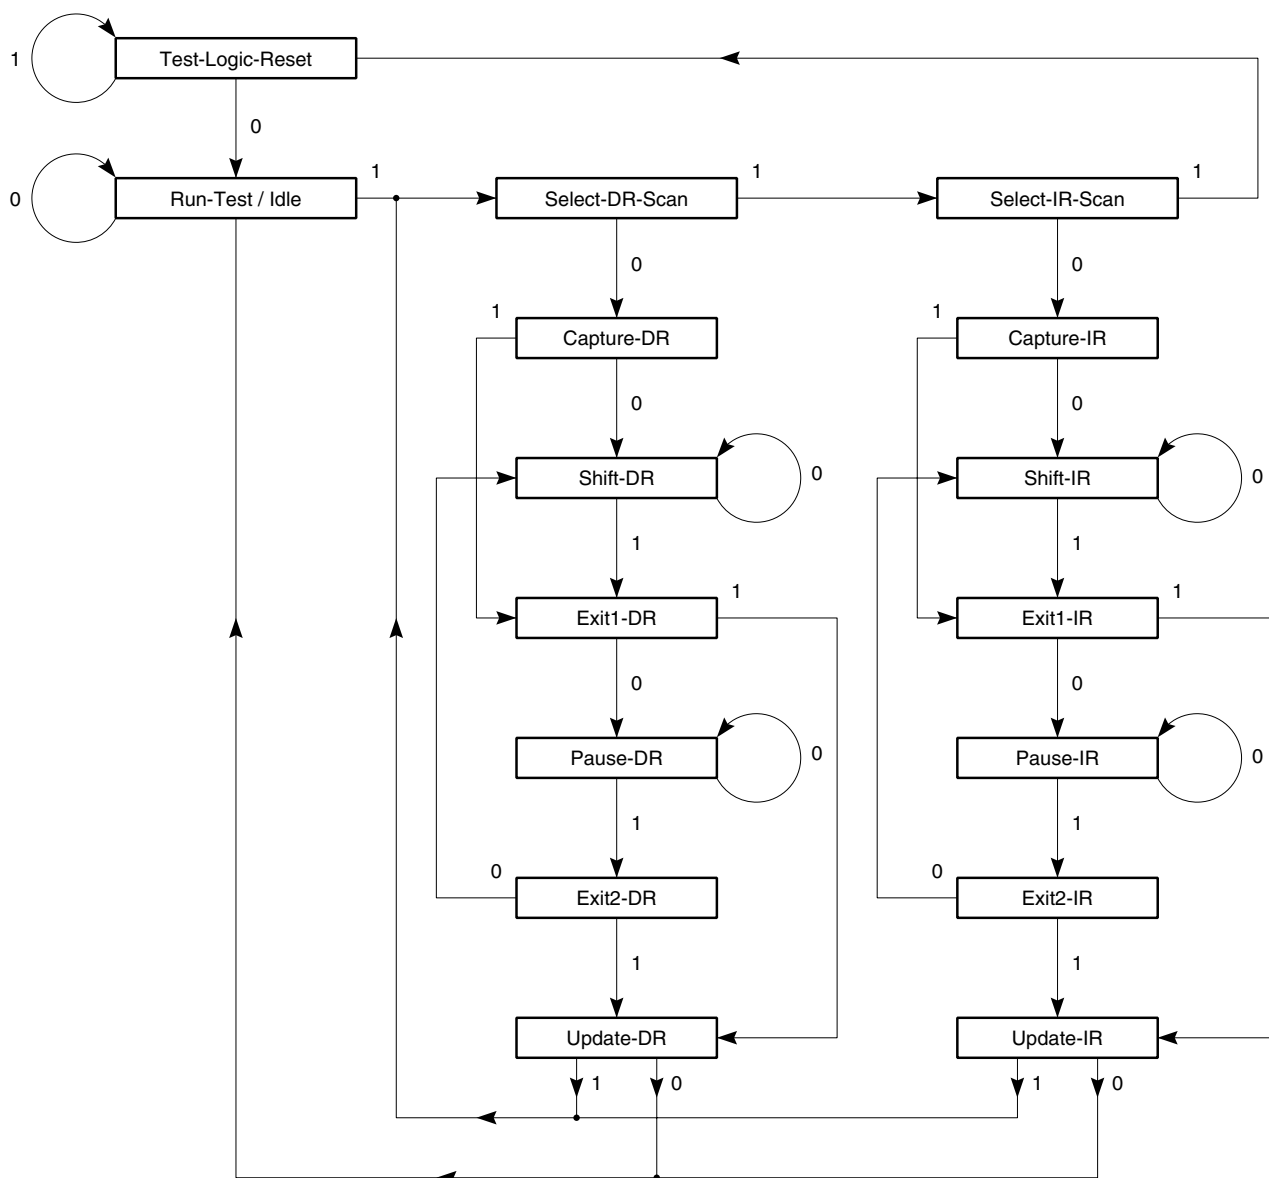 1
Test-Logic-Reset
0
0
Run-Test / Idle
1
Select-DR-Scan
1
Select-IR-Scan
1
0
0
1
Capture-DR
1
Capture-IR
0
0
Shift-DR
0
Shift-IR
0
1
1
Exit1-DR
1
Exit1-IR
1
0
0
Pause-DR
0
Pause-IR
0
1
1
0
Exit2-DR
0
Exit2-IR
1
1
Update-DR
Update-IR
1
0
1
0